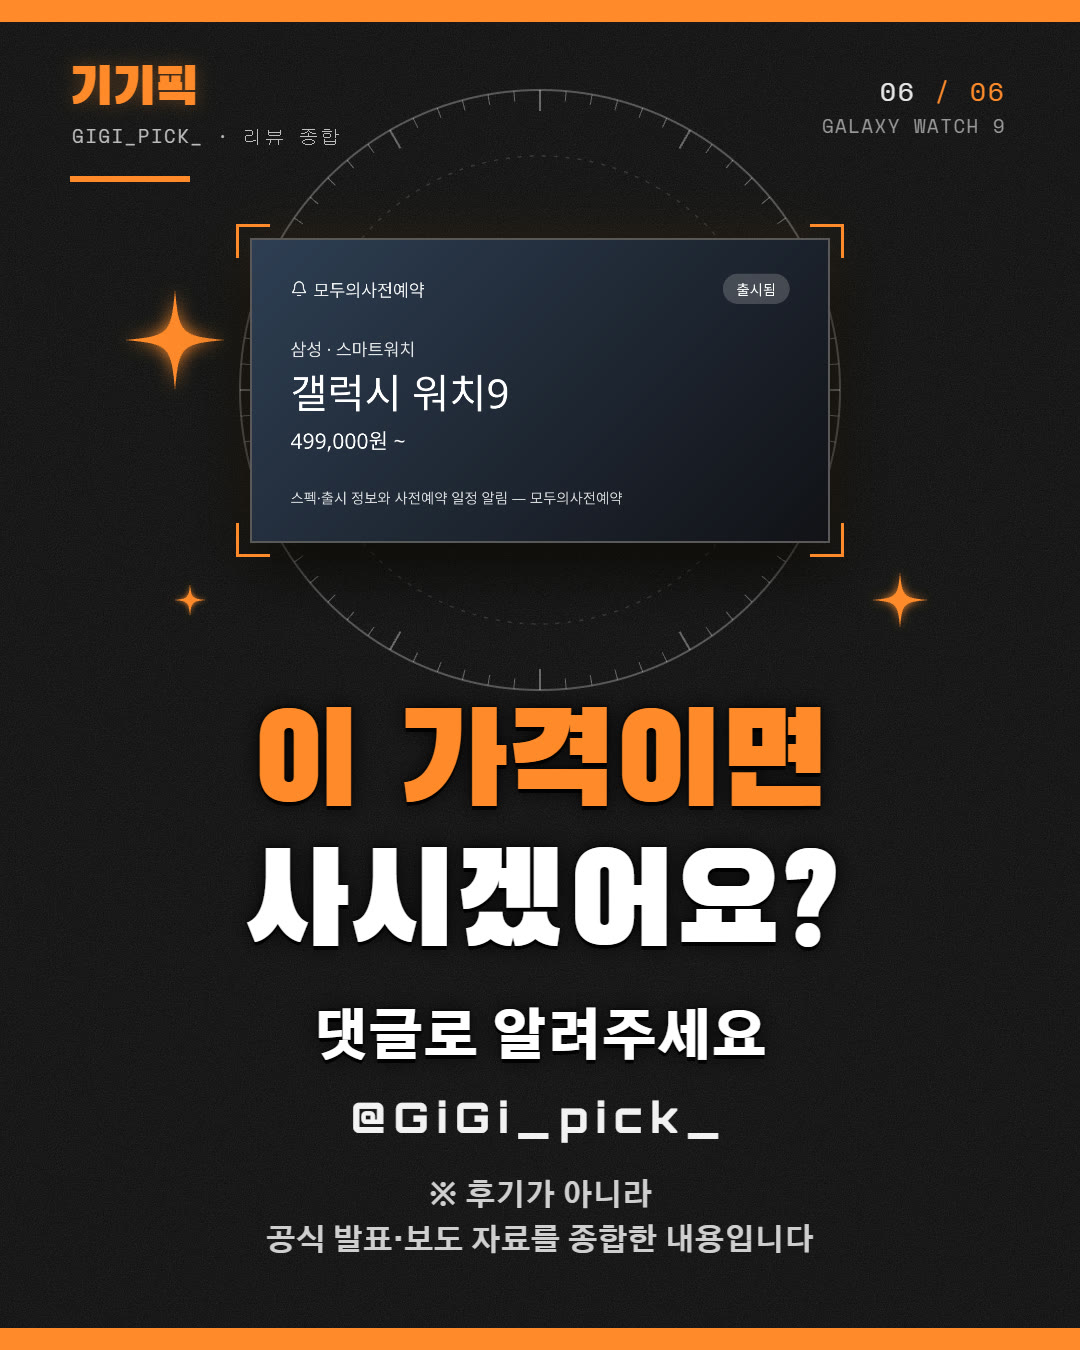 기기픽
GIGI_PICK_ · 리뷰 종합
06 / 06
GALAXY WATCH 9
모두의사전예약
출시됨
삼성 · 스마트워치
갤럭시 워치9
499,000원 ~
스펙·출시 정보와 사전예약 일정 알림 — 모두의사전예약
이 가격이면
사시겠어요?
댓글로 알려주세요
@GiGi_pick_
※ 후기가 아니라
공식 발표·보도 자료를 종합한 내용입니다